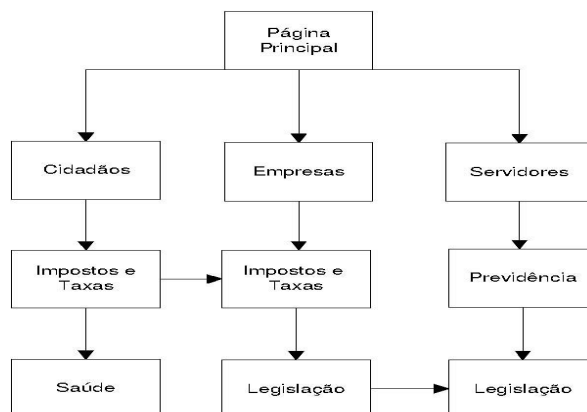 Página
Principal
Cidadãos
Empresas
Servidores
Impostos e
Taxas
Impostos e
Taxas
Previdência
Saúde
Legislação
Legislação